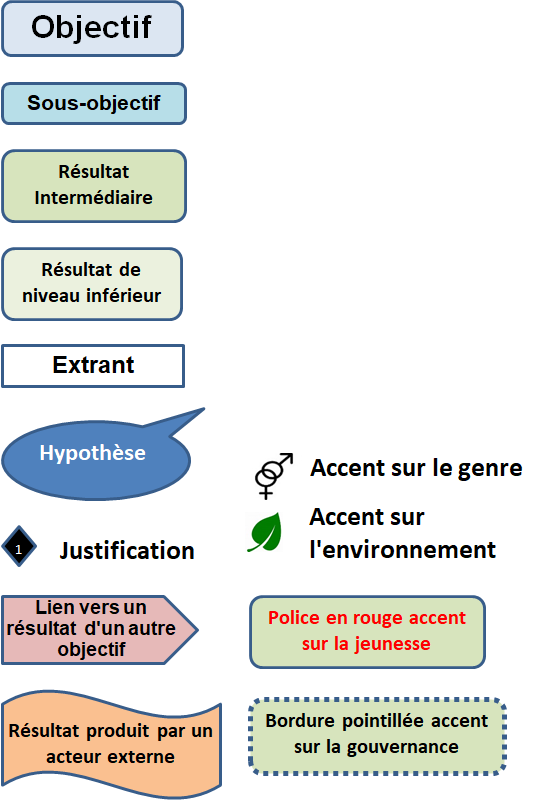 Objectif
Sous-objectif
Résultat
Intermédiaire
Résultat de
niveau inférieur
Extrant
Hypothèse
Accent sur le genre
1
Justification
Accent sur
l'environnement
Lien vers un
résultat d'un autre
objectif
Police en rouge accent
sur la jeunesse
Résultat produit par un
acteur externe
Bordure pointillée accent
sur la gouvernance